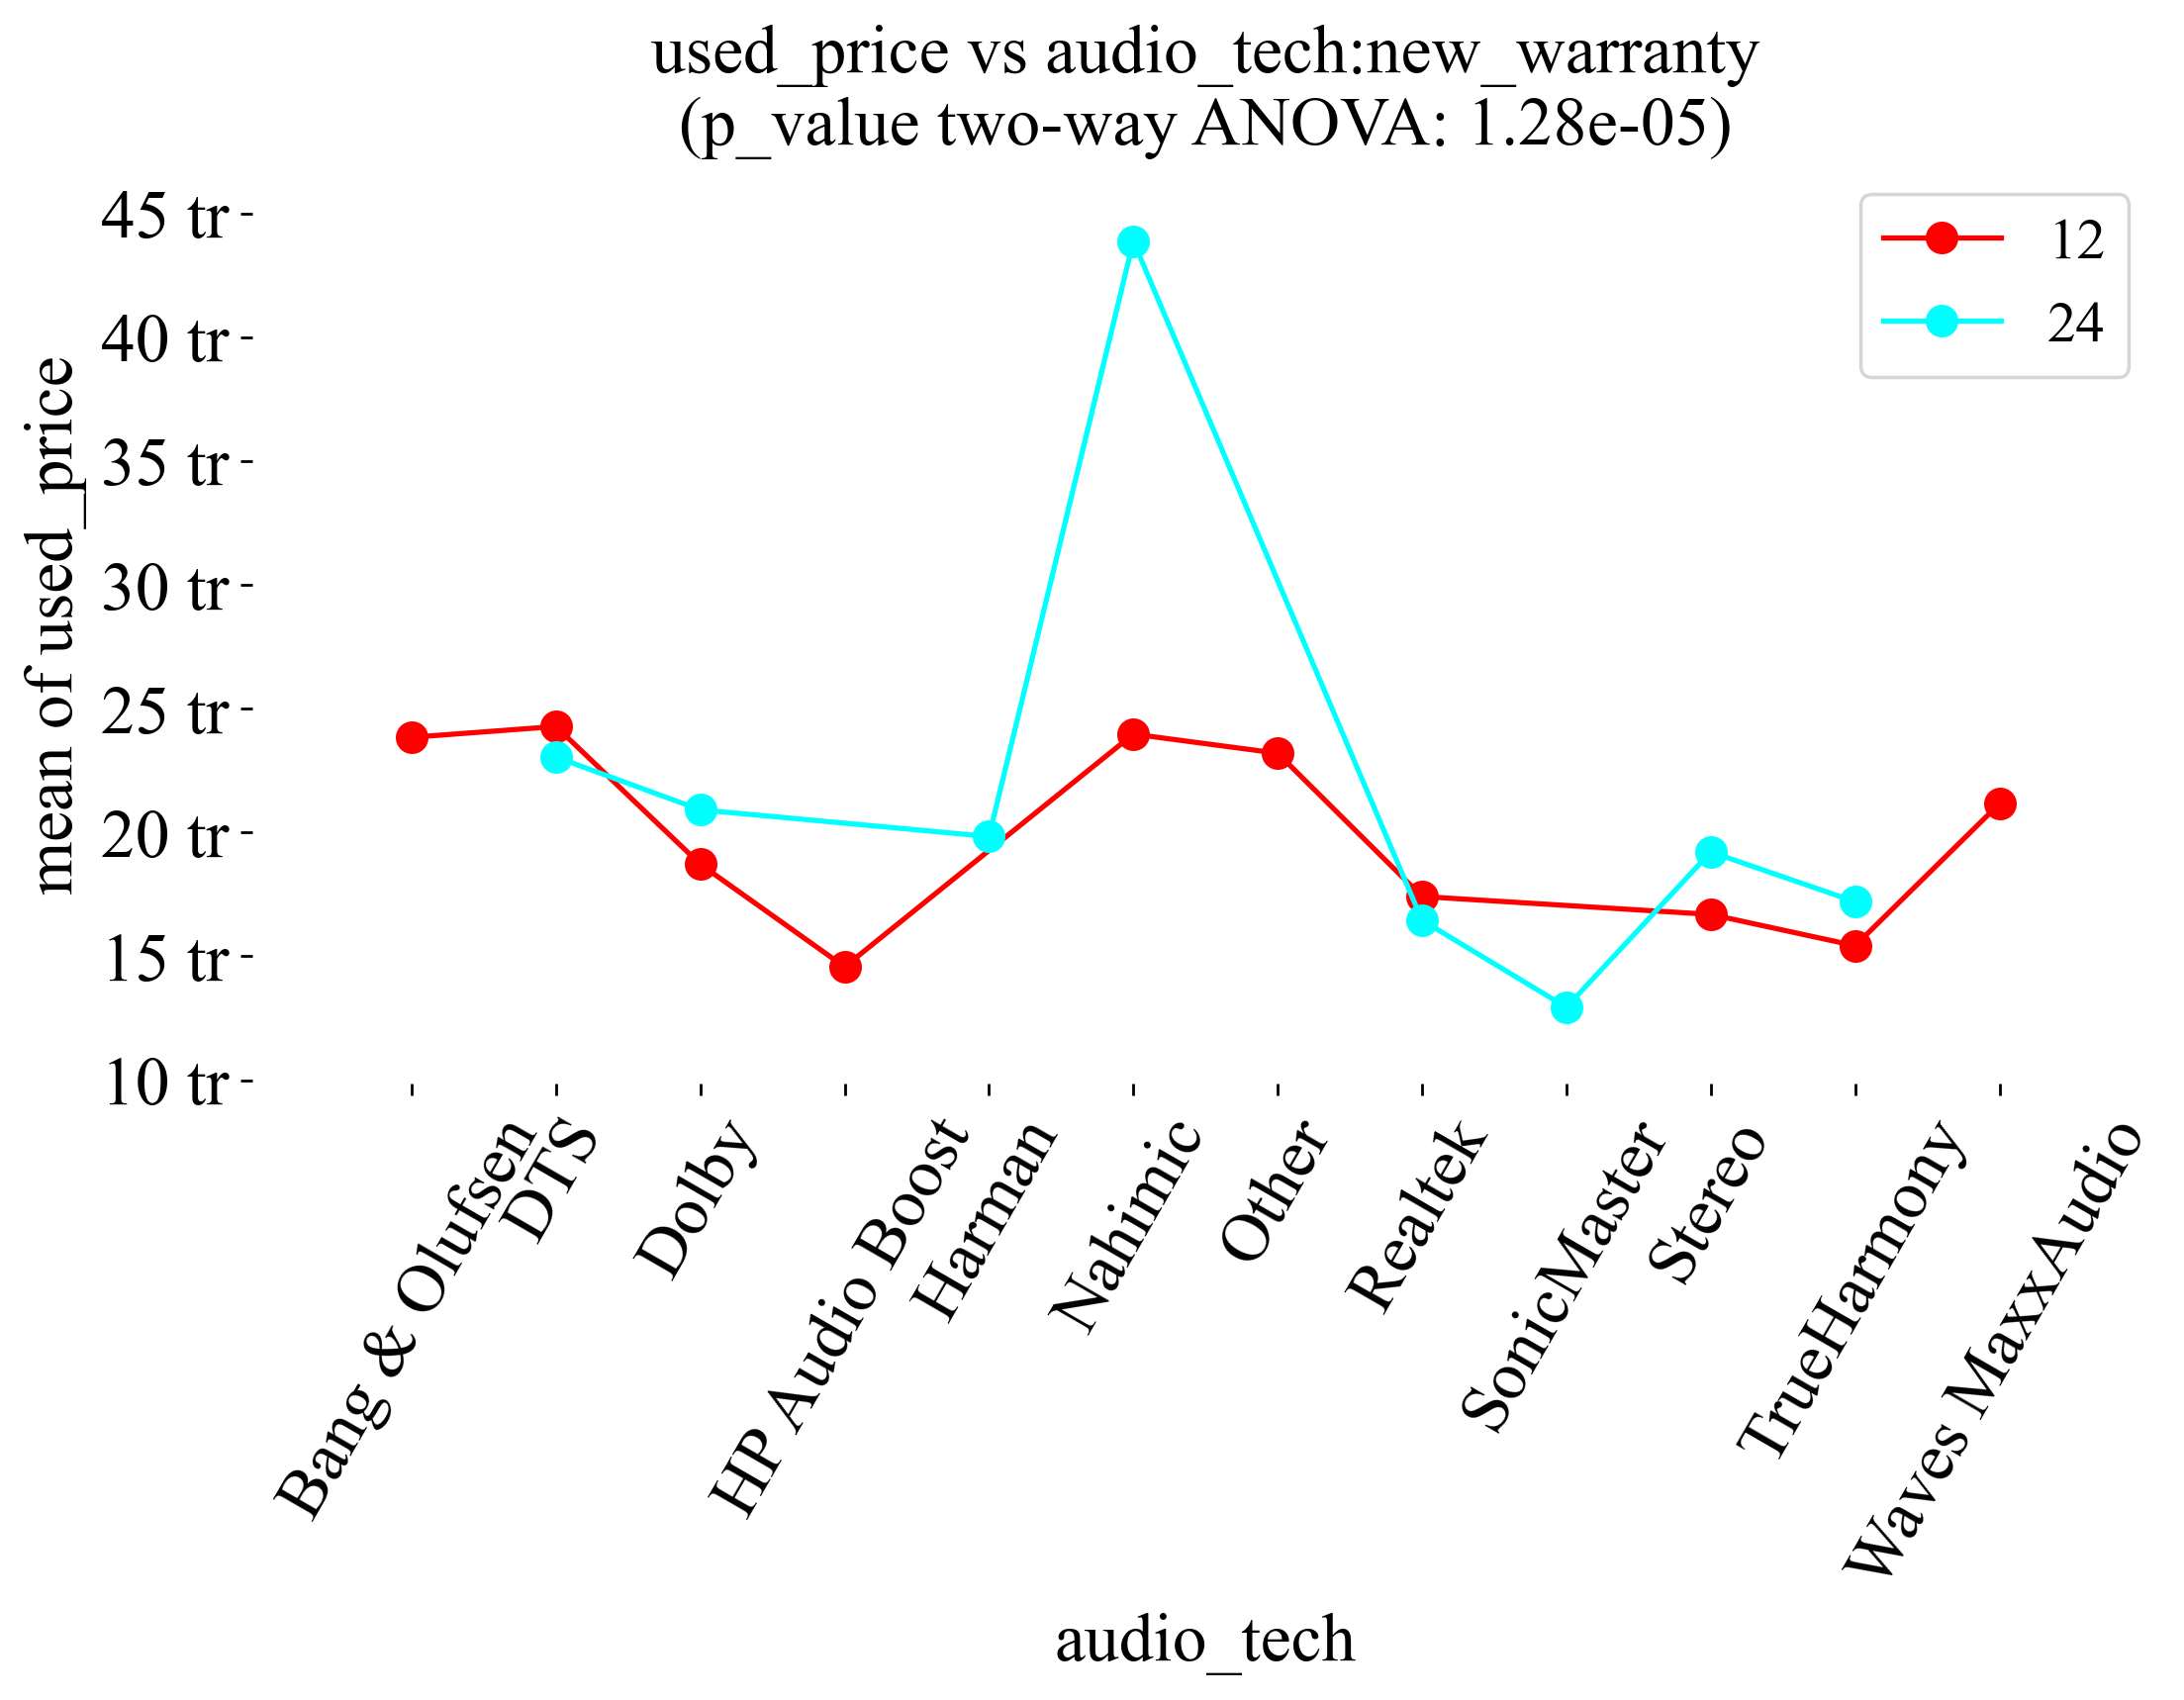 used_price vs audio_tech:new_warranty
(p_value two-way ANOVA: 1.28e-05)
12
24
45 tr
40 tr
35 tr
30 tr
25 tr
20 tr
15 tr
10 tr
mean of used_price
Bang & Olufsen
DTS
Dolby
HP Audio Boost
Harman
Nahimic
Other
Realtek
SonicMaster
Stereo
TrueHarmony
Waves MaxxAudio
audio_tech